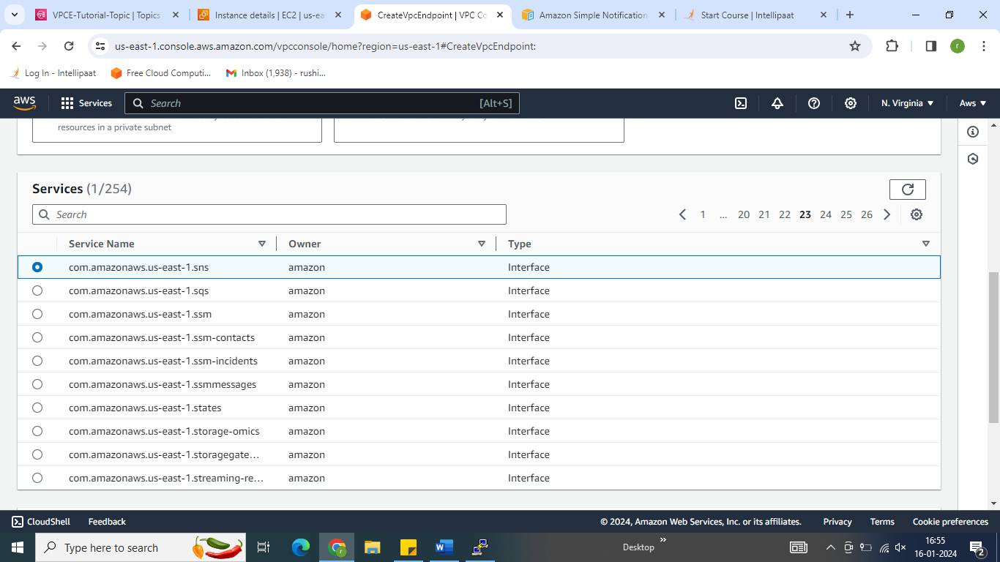 VPCE-Tutorial-Topic | Topics
Instance details | EC2 | us-ea
CreateVpcEndpoint | VPC Co
Amazon Simple Notification
Start Course | Intellipaat
us-east-1.console.aws.amazon.com/vpcconsole/home?region=us-east-1#CreateVpcEndpoint:
r
Log In - Intellipaat
Free Cloud Computi...
Inbox (1,938) - rushi...
aws
Services
Search
[Alt+S]
N. Virginia
Aws
resources in a private subnet
Services (1/254)
Search
1 ... 20 21 22 23 24 25 26
Service Name Owner Type
com.amazonaws.us-east-1.sns amazon Interface
com.amazonaws.us-east-1.sqs amazon Interface
com.amazonaws.us-east-1.ssm amazon Interface
com.amazonaws.us-east-1.ssm-contacts amazon Interface
com.amazonaws.us-east-1.ssm-incidents amazon Interface
com.amazonaws.us-east-1.ssmmessages amazon Interface
com.amazonaws.us-east-1.states amazon Interface
com.amazonaws.us-east-1.storage-omics amazon Interface
com.amazonaws.us-east-1.storagegate... amazon Interface
com.amazonaws.us-east-1.streaming-re... amazon Interface
CloudShell Feedback © 2024, Amazon Web Services, Inc. or its affiliates. Privacy Terms Cookie preferences
Type here to search
Desktop
16:55
16-01-2024
2